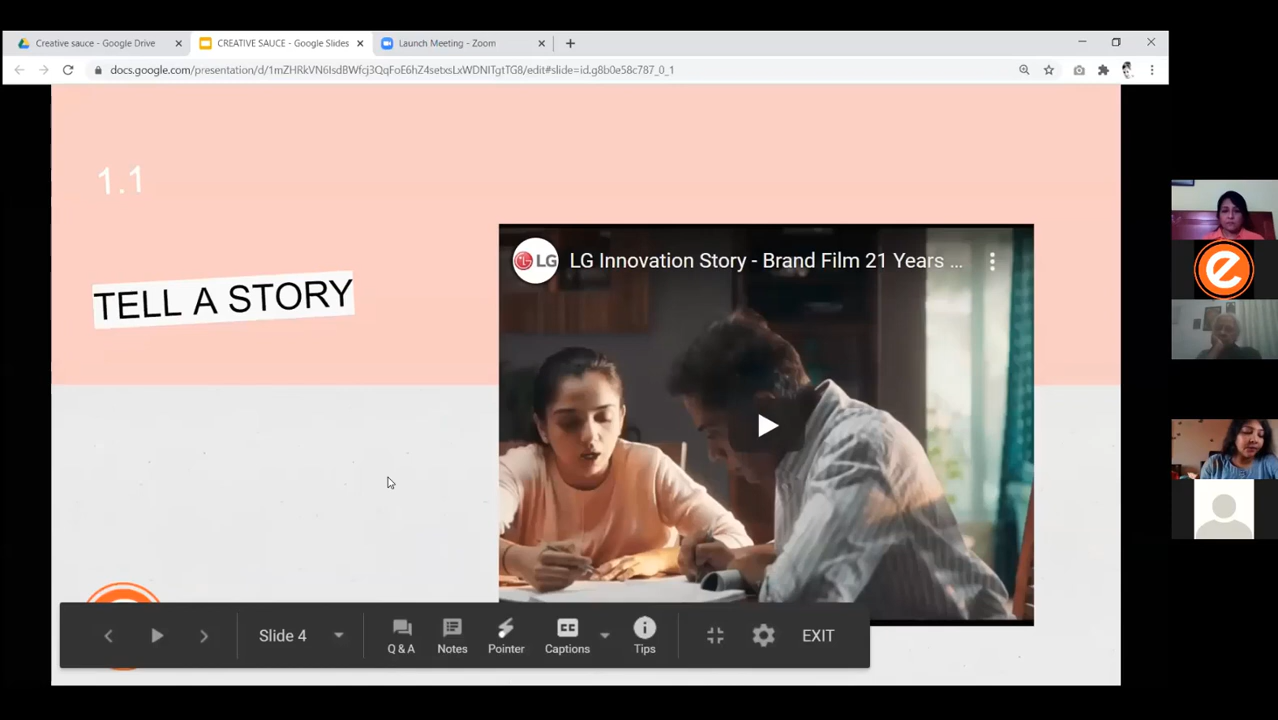 Creative sauce - Google Drive
CREATIVE SAUCE - Google Slides
Launch Meeting - Zoom
docs.google.com/presentation/d/1mZHRkVN6IsdBWfcj3QqFoE6hZ4setxsLxWDNITgtTG8/edit#slide=id.g8b0e58c787_0_1
1.1
TELL A STORY
LG
LG Innovation Story - Brand Film 21 Years ...
Slide 4
Q & A
Notes
Pointer
CC
Captions
Tips
EXIT